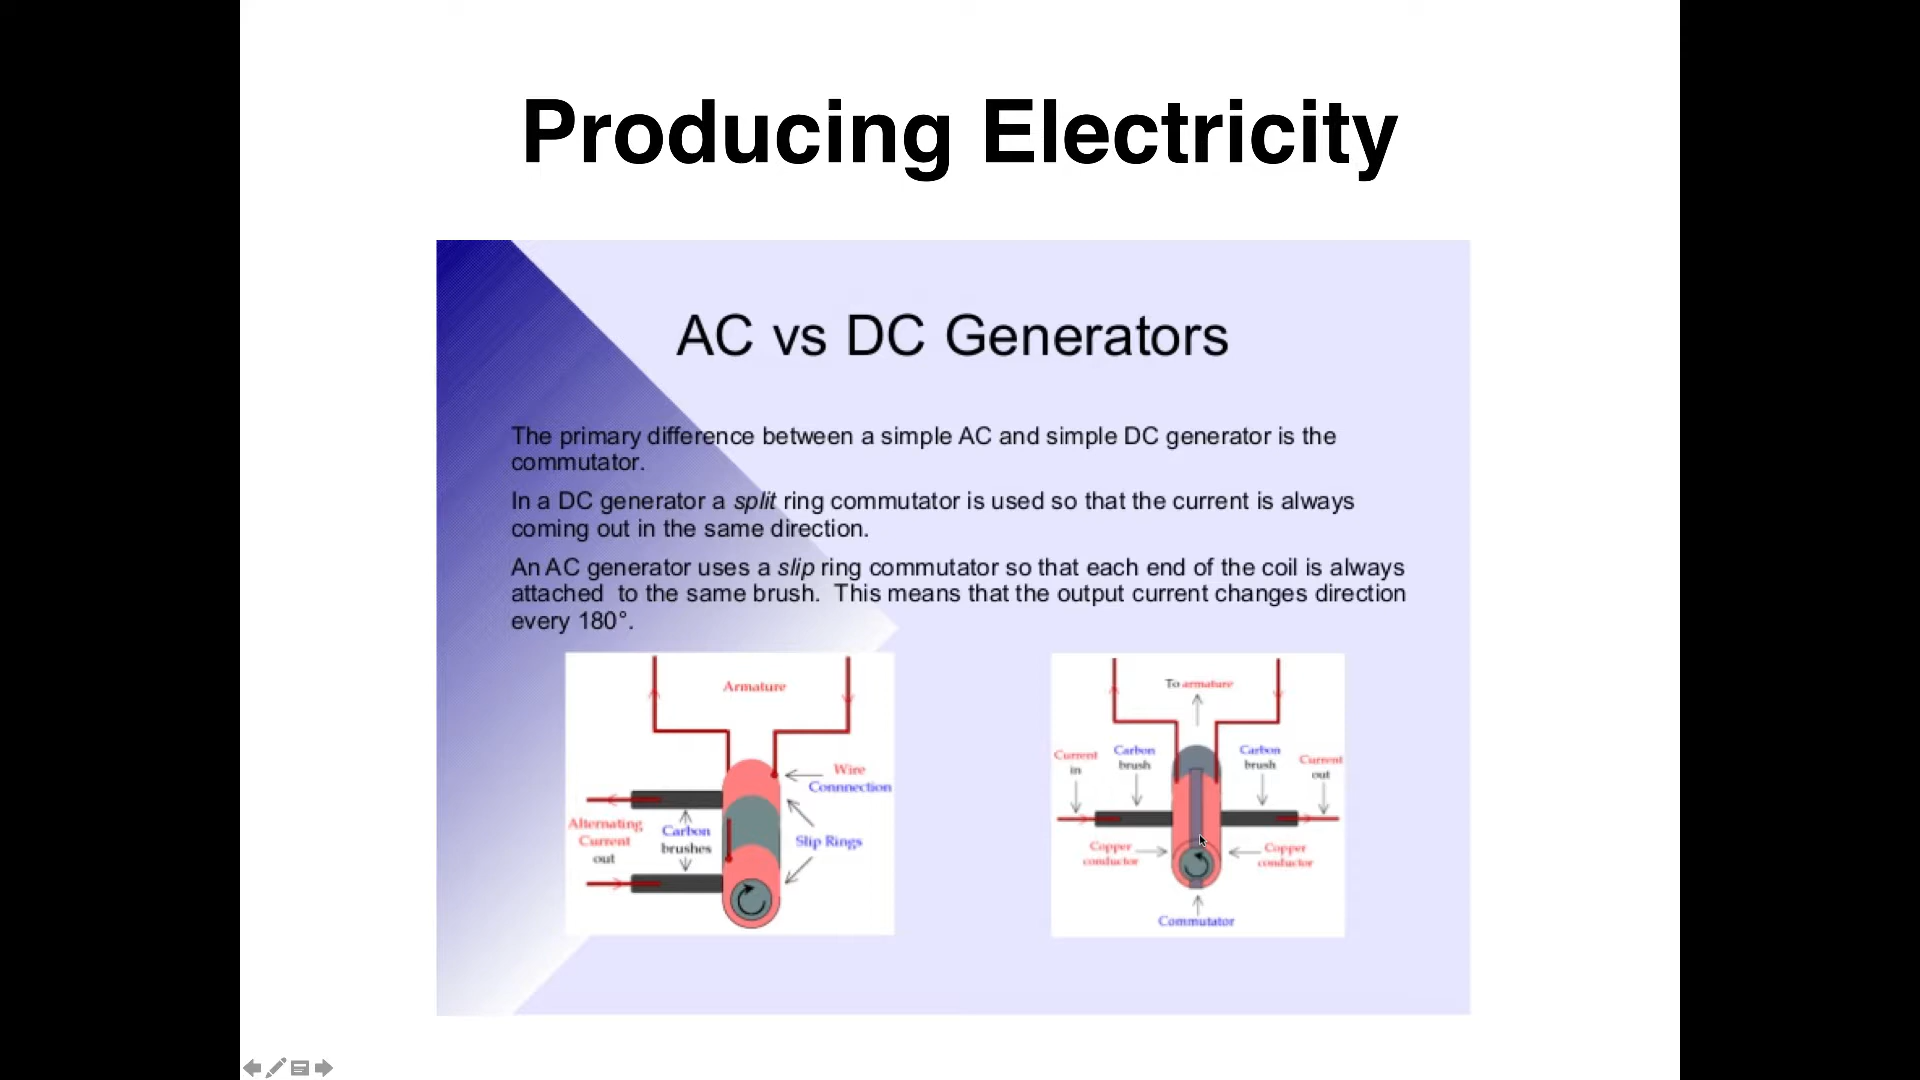 Producing Electricity
AC vs DC Generators
The primary difference between a simple AC and simple DC generator is the
commutator.
In a DC generator a split ring commutator is used so that the current is always
coming out in the same direction.
An AC generator uses a slip ring commutator so that each end of the coil is always
attached to the same brush. This means that the output current changes direction
every 180°.
Armature
Wire
Connnection
Alternating
Current
out
Carbon
brushes
Slip Rings
To armature
Current
in
Carbon
brush
Carbon
brush
Current
out
Copper
conductor
Copper
conductor
Commutator